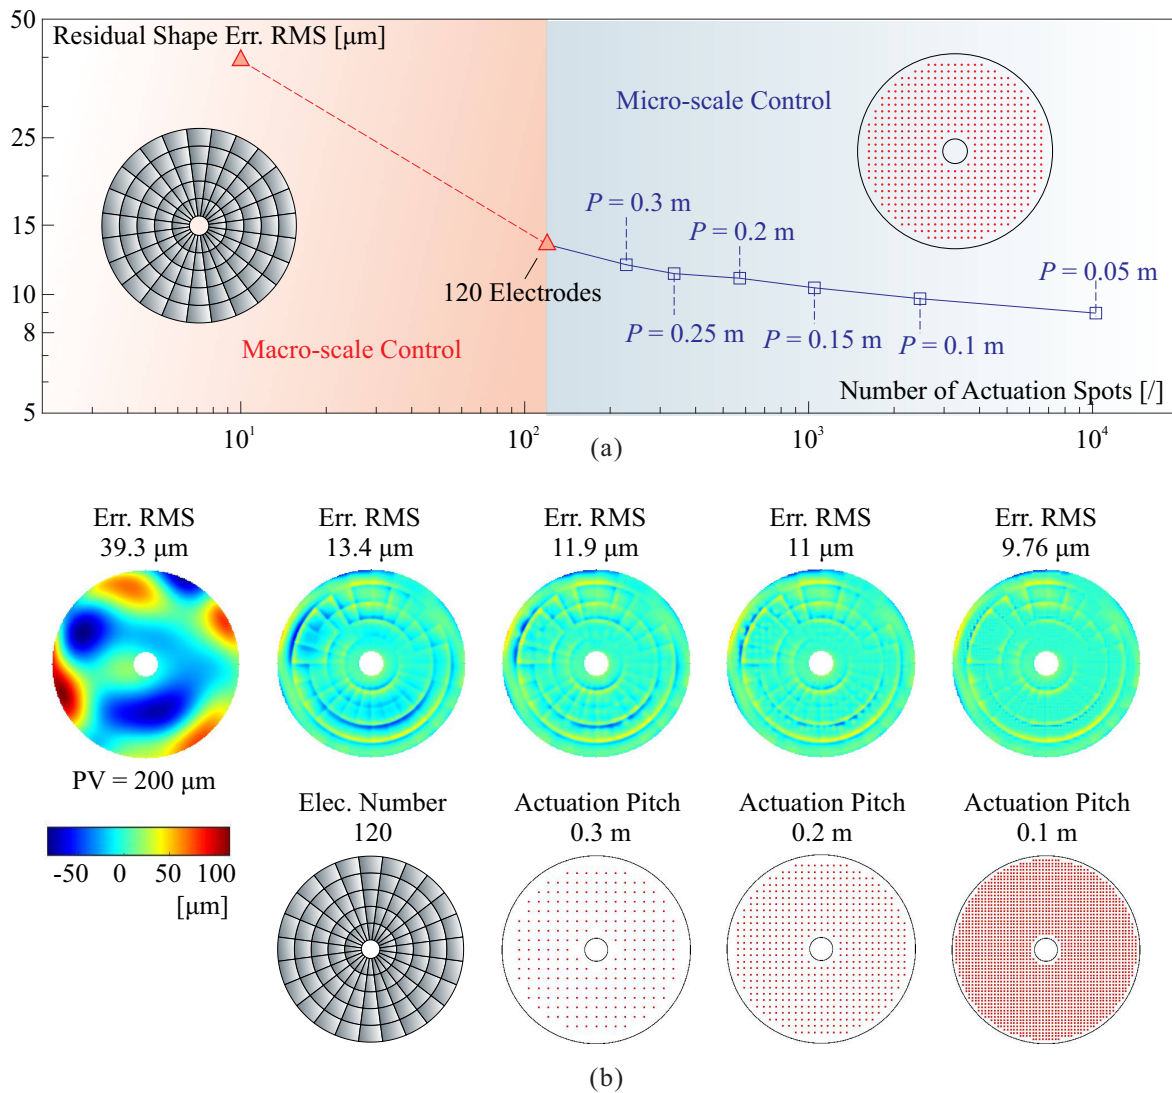 50
Residual Shape Err. RMS [μm]
Micro-scale Control
25
P = 0.3 m
15
P = 0.2 m
P = 0.05 m
120 Electrodes
10
P = 0.25 m
P = 0.15 m
P = 0.1 m
8
Macro-scale Control
Number of Actuation Spots [/]
5
10¹
10²
10³
10⁴
(a)
Err. RMS
39.3 μm
Err. RMS
13.4 μm
Err. RMS
11.9 μm
Err. RMS
11 μm
Err. RMS
9.76 μm
PV = 200 μm
-50
0
50
100
[μm]
Elec. Number
120
Actuation Pitch
0.3 m
Actuation Pitch
0.2 m
Actuation Pitch
0.1 m
(b)